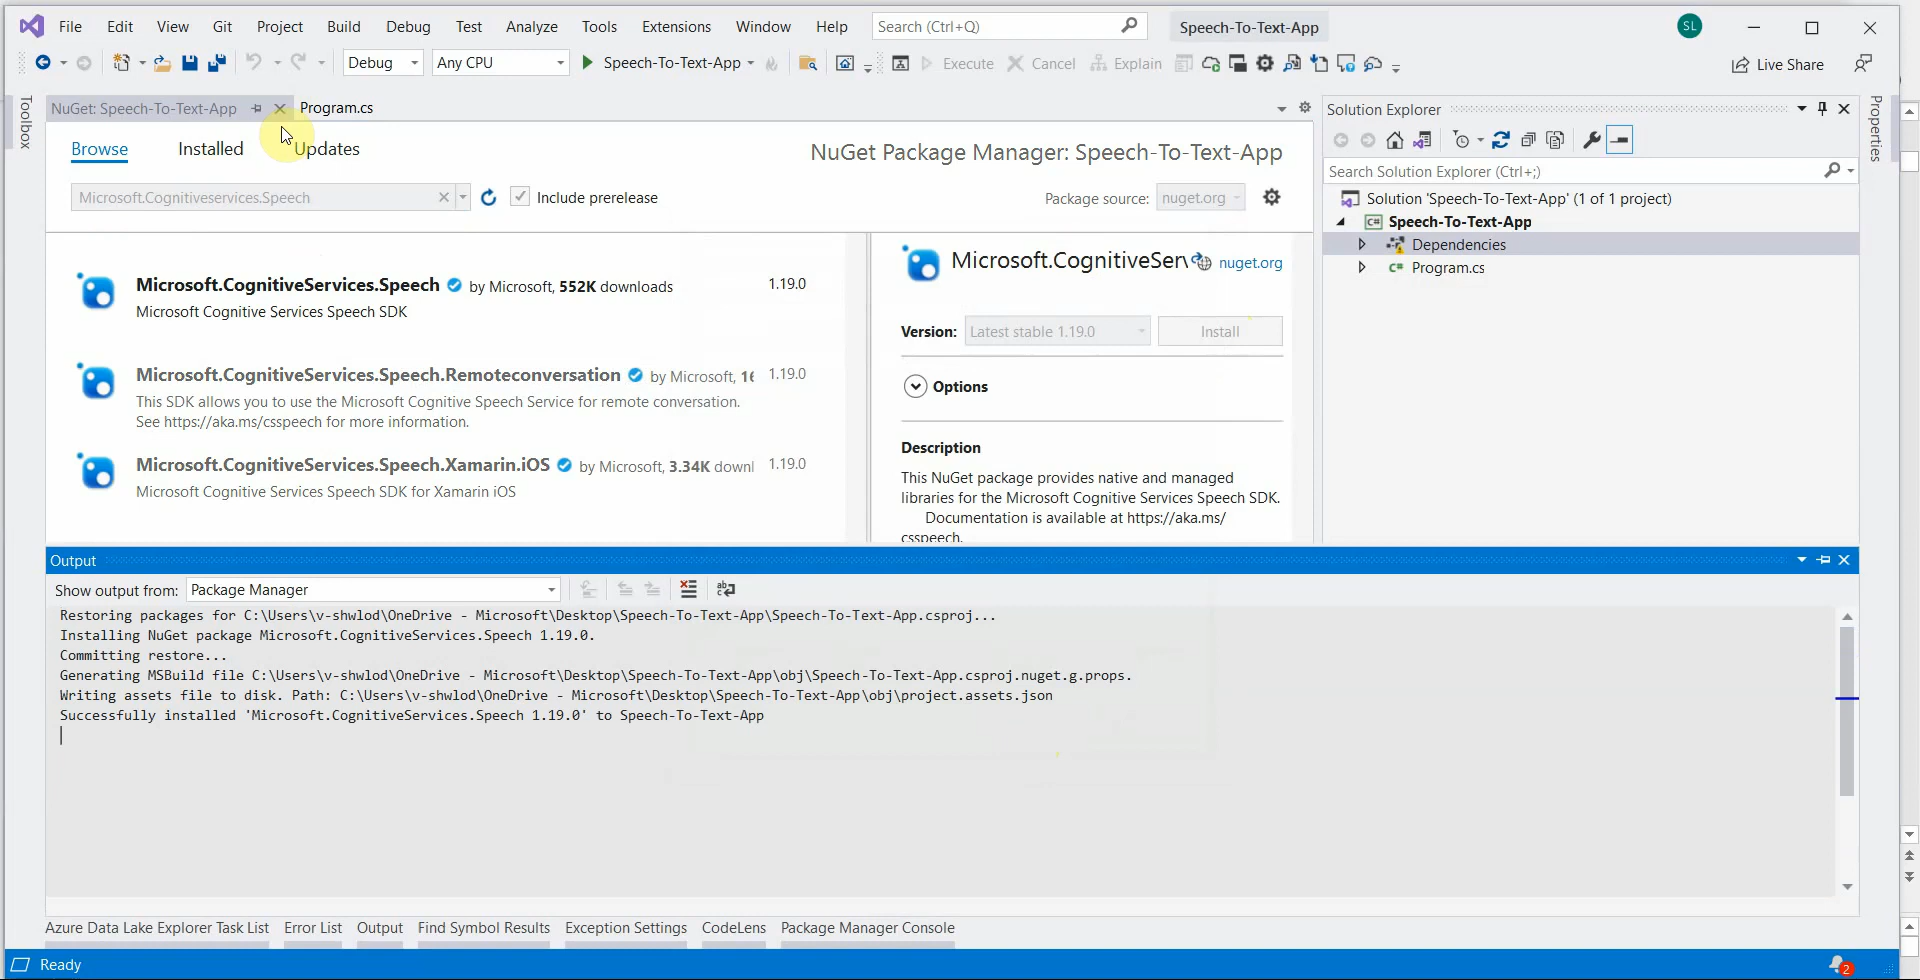 File Edit View Git Project Build Debug Test Analyze Tools Extensions Window Help Search (Ctrl+Q) Speech-To-Text-App SL
Debug Any CPU Speech-To-Text-App Execute Cancel Explain Live Share
Toolbox
NuGet: Speech-To-Text-App Program.cs
Browse Installed Updates NuGet Package Manager: Speech-To-Text-App
Microsoft.Cognitiveservices.Speech Include prerelease Package source: nuget.org
Microsoft.CognitiveServices.Speech by Microsoft, 552K downloads 1.19.0
Microsoft Cognitive Services Speech SDK
Microsoft.CognitiveServices.Speech.Remoteconversation by Microsoft, 16 1.19.0
This SDK allows you to use the Microsoft Cognitive Speech Service for remote conversation.
See https://aka.ms/csspeech for more information.
Microsoft.CognitiveServices.Speech.Xamarin.iOS by Microsoft, 3.34K downl 1.19.0
Microsoft Cognitive Services Speech SDK for Xamarin iOS
Microsoft.CognitiveSer nuget.org
Version: Latest stable 1.19.0 Install
Options
Description
This NuGet package provides native and managed
libraries for the Microsoft Cognitive Services Speech SDK.
Documentation is available at https://aka.ms/
csspeech.
Solution Explorer
Search Solution Explorer (Ctrl+;)
Solution 'Speech-To-Text-App' (1 of 1 project)
C# Speech-To-Text-App
Dependencies
C# Program.cs
Properties
Output
Show output from: Package Manager
Restoring packages for C:\Users\v-shwlod\OneDrive - Microsoft\Desktop\Speech-To-Text-App\Speech-To-Text-App.csproj...
Installing NuGet package Microsoft.CognitiveServices.Speech 1.19.0.
Committing restore...
Generating MSBuild file C:\Users\v-shwlod\OneDrive - Microsoft\Desktop\Speech-To-Text-App\obj\Speech-To-Text-App.csproj.nuget.g.props.
Writing assets file to disk. Path: C:\Users\v-shwlod\OneDrive - Microsoft\Desktop\Speech-To-Text-App\obj\project.assets.json
Successfully installed 'Microsoft.CognitiveServices.Speech 1.19.0' to Speech-To-Text-App
Azure Data Lake Explorer Task List Error List Output Find Symbol Results Exception Settings CodeLens Package Manager Console
Ready 2